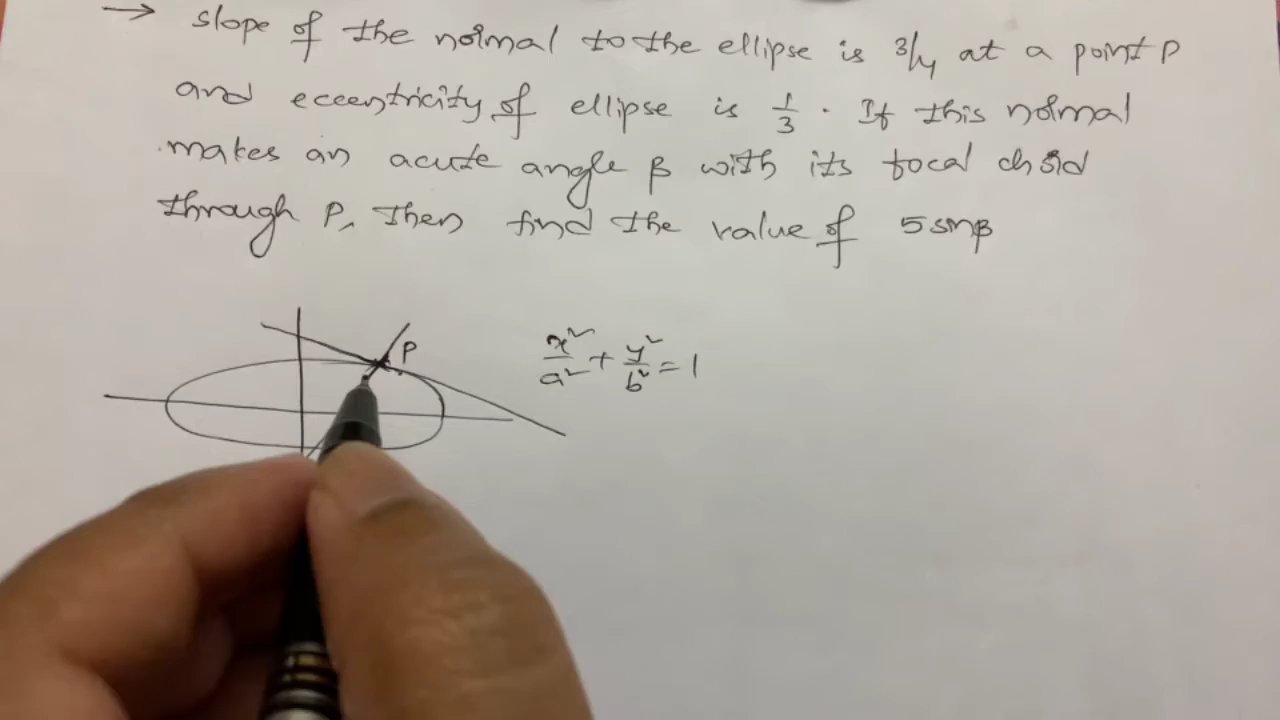 → slope of the normal to the ellipse is 3/4 at a point P
and eccentricity of ellipse is 1/3 . If this normal
makes an acute angle β with its focal chord
through P, then find the value of 5 sinβ
P
x²/a² + y²/b² = 1